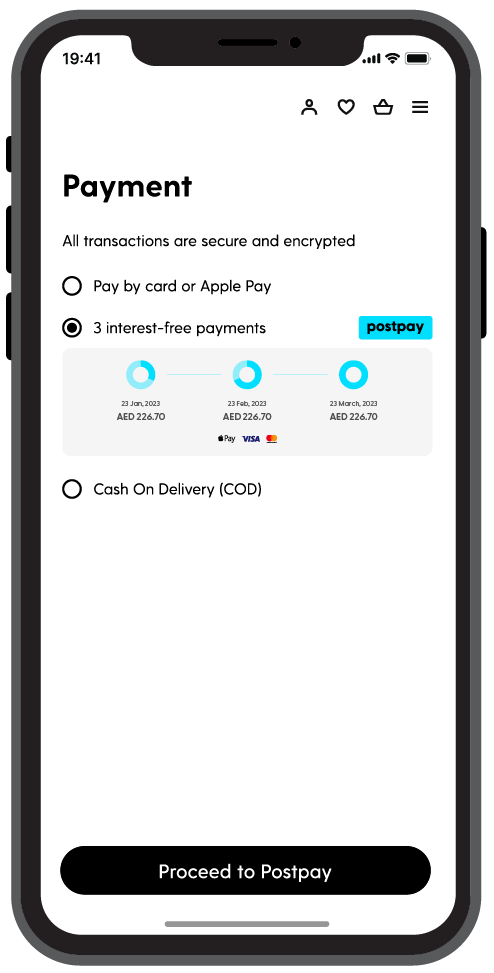 19:41
Payment
All transactions are secure and encrypted
Pay by card or Apple Pay
3 interest-free payments
postpay
23 Jan, 2023
23 Feb, 2023
23 March, 2023
AED 226.70
AED 226.70
AED 226.70
Pay VISA
Cash On Delivery (COD)
Proceed to Postpay